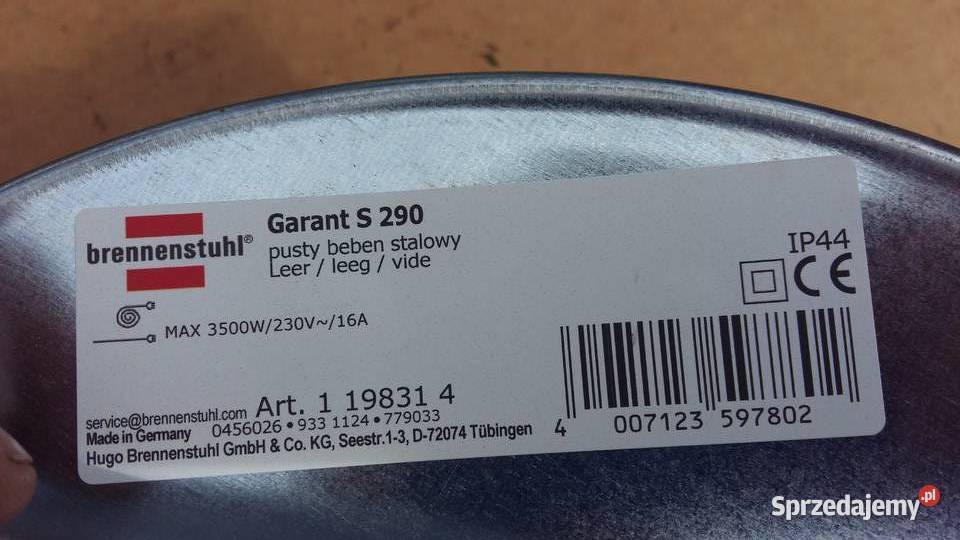 brennenstuhl®
Garant S 290
pusty beben stalowy
Leer / leeg / vide
IP44
CE
MAX 3500W/230V~/16A
service@brennenstuhl.com
Art. 1 19831 4
Made in Germany
0456026 • 933 1124 • 779033
Hugo Brennenstuhl GmbH & Co. KG, Seestr.1-3, D-72074 Tübingen
4 007123 597802
Sprzedajemy.pl